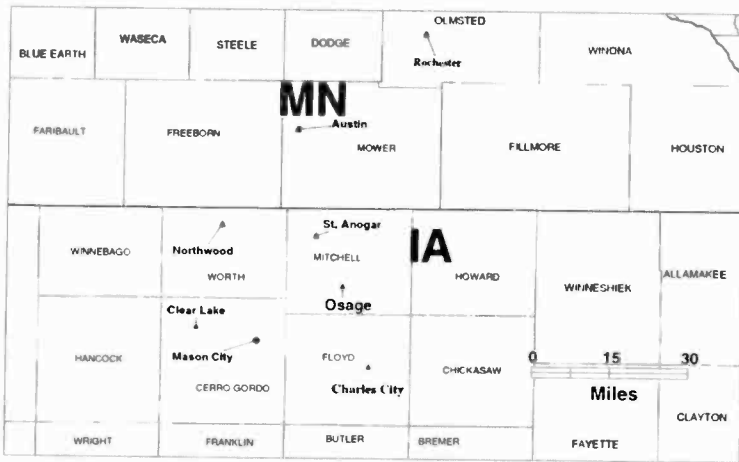 BLUE EARTH
WASECA
STEELE
DODGE
OLMSTED
Rochester
WINONA
MN
FARIBAULT
FREEBORN
Austin
MOWER
FILLMORE
HOUSTON
WINNEBAGO
Northwood
WORTH
St. Anogar
MITCHELL
IA
HOWARD
WINNESHIEK
ALLAMAKEE
Clear Lake
Osage
HANCOCK
Mason City
CERRO GORDO
FLOYD
Charles City
CHICKASAW
0 15 30
Miles
CLAYTON
WRIGHT
FRANKLIN
BUTLER
BREMER
FAYETTE